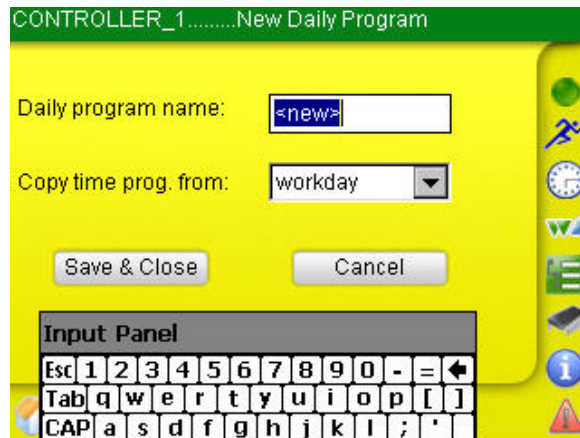 CONTROLLER_1.........New Daily Program
Daily program name: <new>
Copy time prog. from: workday
Save & Close Cancel
Input Panel
Esc 1 2 3 4 5 6 7 8 9 0 - =
Tab q w e r t y u i o p [ ]
CAP a s d f g h j k l ; '